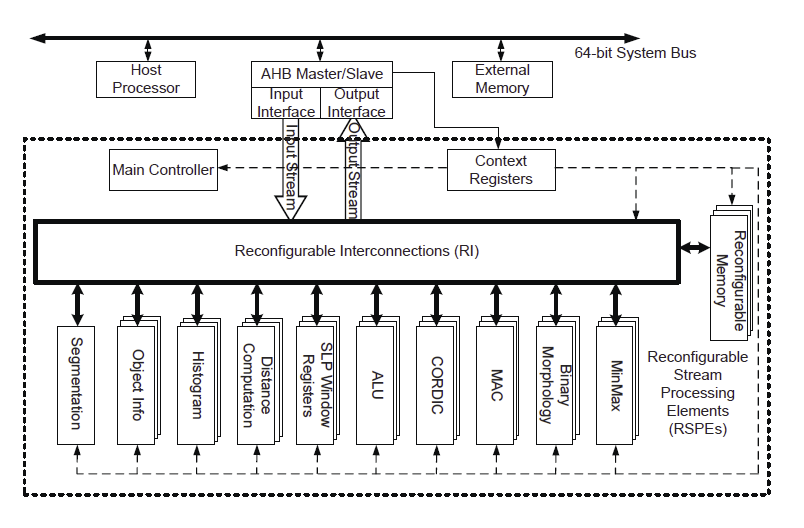 64-bit System Bus
Host
Processor
AHB Master/Slave
Input
Interface
Output
Interface
External
Memory
Input Stream
Output Stream
Main Controller
Context
Registers
Reconfigurable Interconnections (RI)
Reconfigurable
Memory
Segmentation
Object Info
Histogram
Distance
Computation
SLP Window
Registers
ALU
CORDIC
MAC
Binary
Morphology
MinMax
Reconfigurable
Stream
Processing
Elements
(RSPEs)